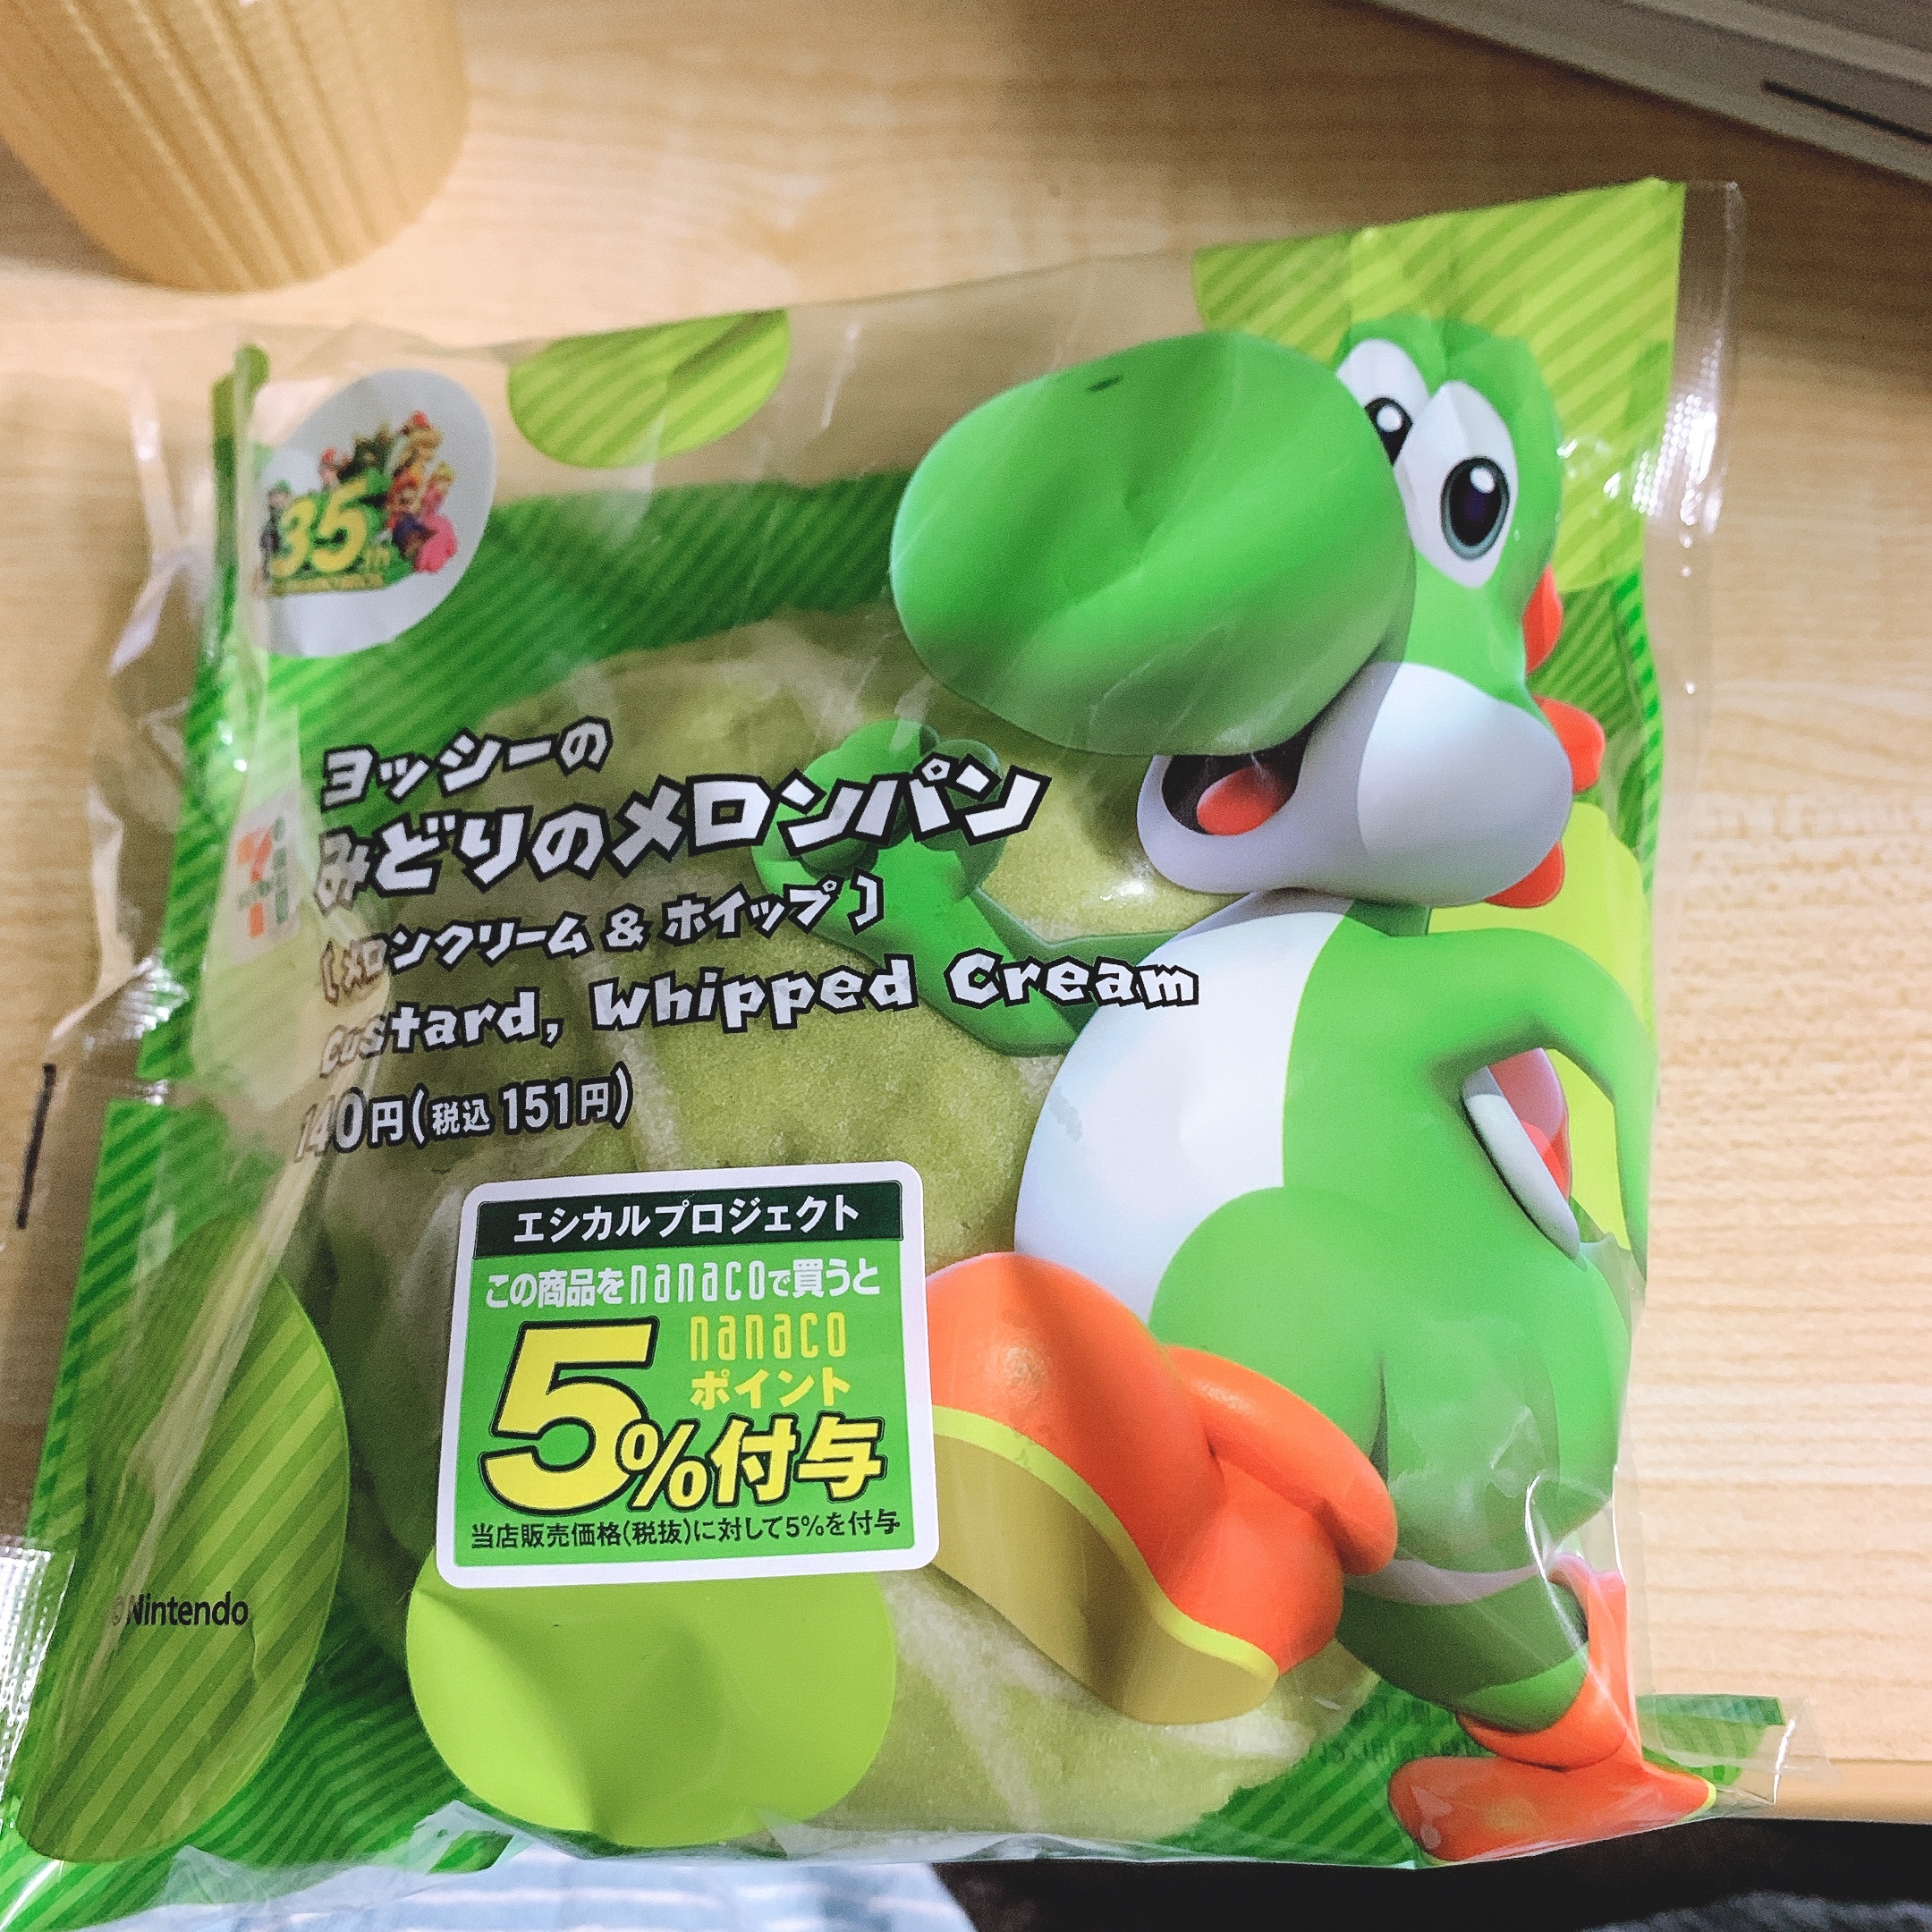 35th
ヨッシーの
みどりのメロンパン
[メロンクリーム & ホイップ]
Custard, Whipped Cream
140円(税込 151円)
エシカルプロジェクト
この商品をnanacoで買うと
nanaco
ポイント
5%付与
当店販売価格(税抜)に対して5%を付与
©Nintendo